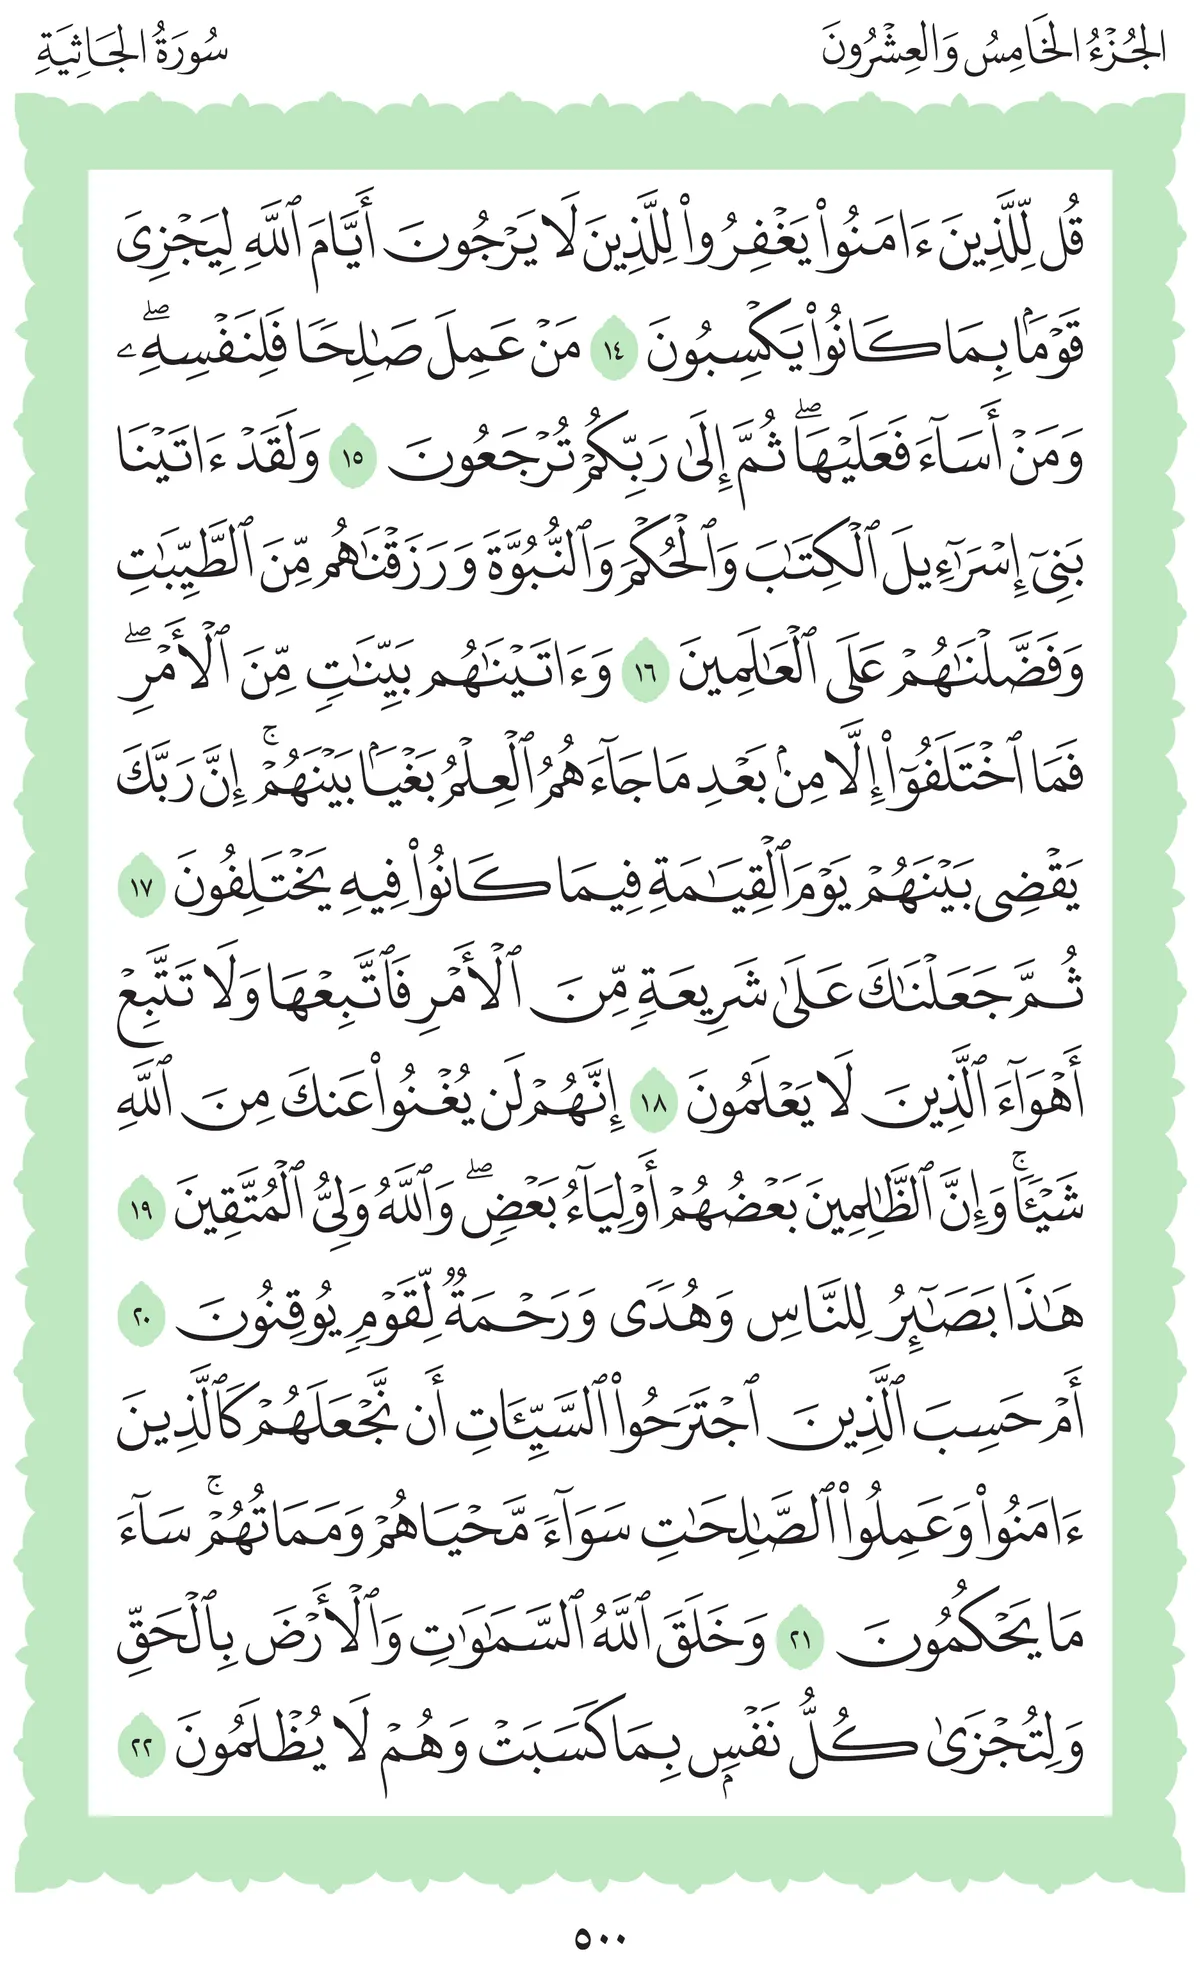 الجُزْءُ الخَامِسُ وَالعِشْرُونَ
سُورَةُ الجَاثِيَةِ
قُل لِّلَّذِينَ ءَامَنُوا۟ يَغْفِرُوا۟ لِلَّذِينَ لَا يَرْجُونَ أَيَّامَ ٱللَّهِ لِيَجْزِىَ
قَوْمَۢا بِمَا كَانُوا۟ يَكْسِبُونَ ١٤ مَنْ عَمِلَ صَـٰلِحًا فَلِنَفْسِهِۦ ۖ
وَمَنْ أَسَآءَ فَعَلَيْهَا ۖ ثُمَّ إِلَىٰ رَبِّكُمْ تُرْجَعُونَ ١٥ وَلَقَدْ ءَاتَيْنَا
بَنِىٓ إِسْرَٰٓءِيلَ ٱلْكِتَـٰبَ وَٱلْحُكْمَ وَٱلنُّبُوَّةَ وَرَزَقْنَـٰهُم مِّنَ ٱلطَّيِّبَـٰتِ
وَفَضَّلْنَـٰهُمْ عَلَى ٱلْعَـٰلَمِينَ ١٦ وَءَاتَيْنَـٰهُم بَيِّنَـٰتٍ مِّنَ ٱلْأَمْرِ ۖ
فَمَا ٱخْتَلَفُوٓا۟ إِلَّا مِنۢ بَعْدِ مَا جَآءَهُمُ ٱلْعِلْمُ بَغْيَۢا بَيْنَهُمْ ۚ إِنَّ رَبَّكَ
يَقْضِى بَيْنَهُمْ يَوْمَ ٱلْقِيَـٰمَةِ فِيمَا كَانُوا۟ فِيهِ يَخْتَلِفُونَ ١٧
ثُمَّ جَعَلْنَـٰكَ عَلَىٰ شَرِيعَةٍ مِّنَ ٱلْأَمْرِ فَٱتَّبِعْهَا وَلَا تَتَّبِعْ
أَهْوَآءَ ٱلَّذِينَ لَا يَعْلَمُونَ ١٨ إِنَّهُمْ لَن يُغْنُوا۟ عَنكَ مِنَ ٱللَّهِ
شَيْـًٔا ۚ وَإِنَّ ٱلظَّـٰلِمِينَ بَعْضُهُمْ أَوْلِيَآءُ بَعْضٍ ۖ وَٱللَّهُ وَلِىُّ ٱلْمُتَّقِينَ ١٩
هَـٰذَا بَصَـٰٓئِرُ لِلنَّاسِ وَهُدًى وَرَحْمَةٌ لِّقَوْمٍ يُوقِنُونَ ٢٠
أَمْ حَسِبَ ٱلَّذِينَ ٱجْتَرَحُوا۟ ٱلسَّيِّـَٔاتِ أَن نَّجْعَلَهُمْ كَٱلَّذِينَ
ءَامَنُوا۟ وَعَمِلُوا۟ ٱلصَّـٰلِحَـٰتِ سَوَآءً مَّحْيَاهُمْ وَمَمَاتُهُمْ ۚ سَآءَ
مَا يَحْكُمُونَ ٢١ وَخَلَقَ ٱللَّهُ ٱلسَّمَـٰوَٰتِ وَٱلْأَرْضَ بِٱلْحَقِّ
وَلِتُجْزَىٰ كُلُّ نَفْسٍۭ بِمَا كَسَبَتْ وَهُمْ لَا يُظْلَمُونَ ٢٢
٥٠٠